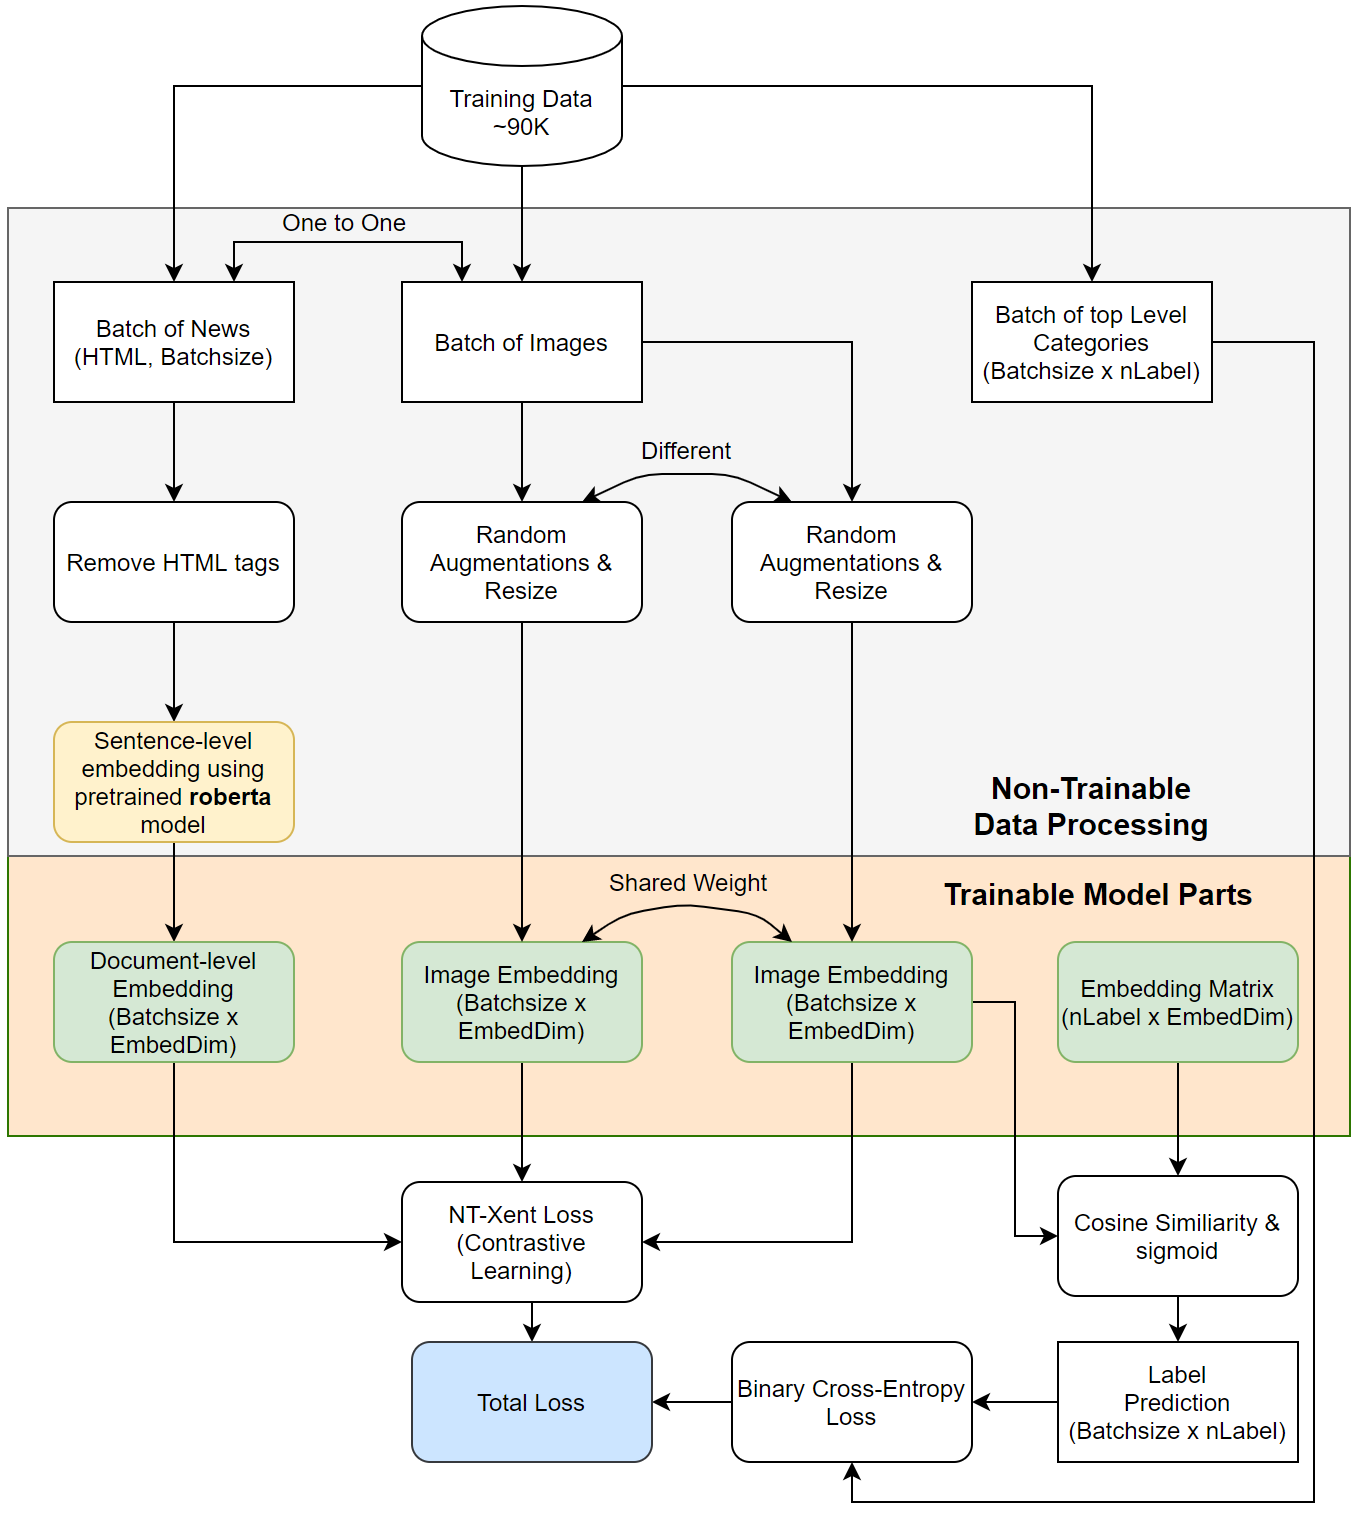 Training Data
~90K
One to One
Batch of News
(HTML, Batchsize)
Batch of Images
Batch of top Level
Categories
(Batchsize x nLabel)
Different
Remove HTML tags
Random
Augmentations &
Resize
Random
Augmentations &
Resize
Sentence-level
embedding using
pretrained roberta
model
Non-Trainable
Data Processing
Trainable Model Parts
Shared Weight
Document-level
Embedding
(Batchsize x
EmbedDim)
Image Embedding
(Batchsize x
EmbedDim)
Image Embedding
(Batchsize x
EmbedDim)
Embedding Matrix
(nLabel x EmbedDim)
NT-Xent Loss
(Contrastive
Learning)
Cosine Similiarity &
sigmoid
Total Loss
Binary Cross-Entropy
Loss
Label
Prediction
(Batchsize x nLabel)